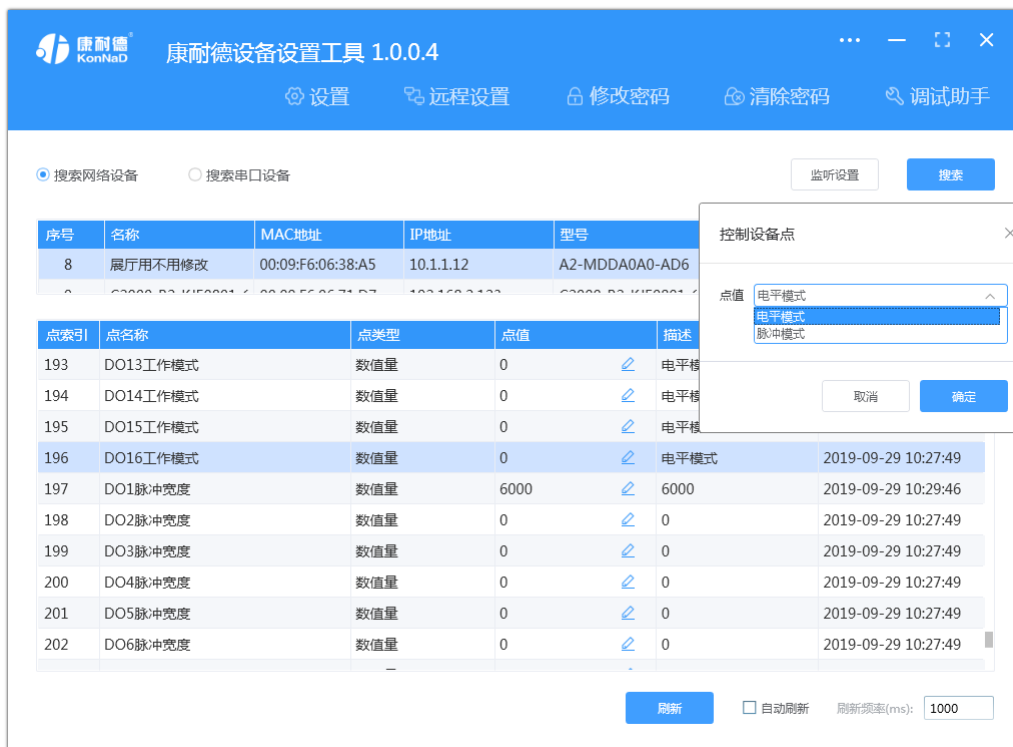 康耐德®
KonNaD
康耐德设备设置工具 1.0.0.4
设置 远程设置 修改密码 清除密码 调试助手
搜索网络设备 搜索串口设备 监听设置 搜索
序号 名称 MAC地址 IP地址 型号
8 展厅用不用修改 00:09:F6:06:38:A5 10.1.1.12 A2-MDDA0A0-AD6
控制设备点
点值 电平模式
电平模式
脉冲模式
取消 确定
点索引 点名称 点类型 点值 描述
193 DO13工作模式 数值量 0 电平模
194 DO14工作模式 数值量 0 电平模
195 DO15工作模式 数值量 0 电平模
196 DO16工作模式 数值量 0 电平模式 2019-09-29 10:27:49
197 DO1脉冲宽度 数值量 6000 6000 2019-09-29 10:29:46
198 DO2脉冲宽度 数值量 0 0 2019-09-29 10:27:49
199 DO3脉冲宽度 数值量 0 0 2019-09-29 10:27:49
200 DO4脉冲宽度 数值量 0 0 2019-09-29 10:27:49
201 DO5脉冲宽度 数值量 0 0 2019-09-29 10:27:49
202 DO6脉冲宽度 数值量 0 0 2019-09-29 10:27:49
刷新 自动刷新 刷新频率(ms): 1000